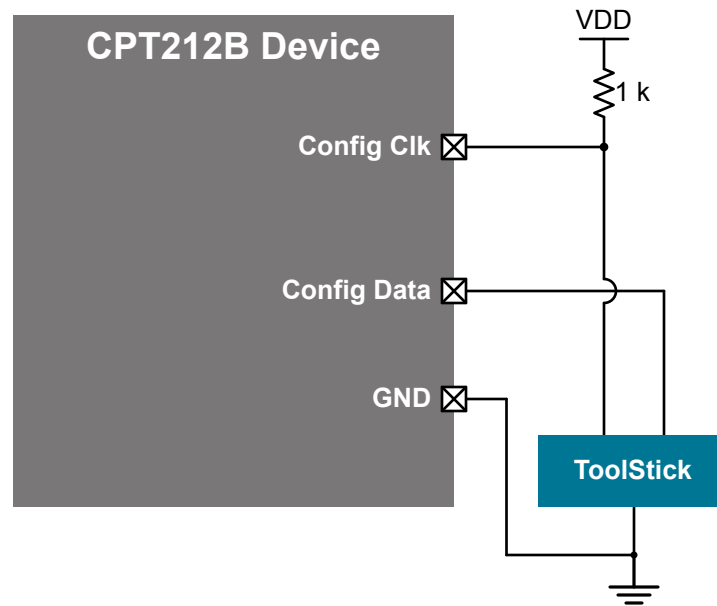 CPT212B Device
VDD
1 k
Config Clk
Config Data
GND
ToolStick